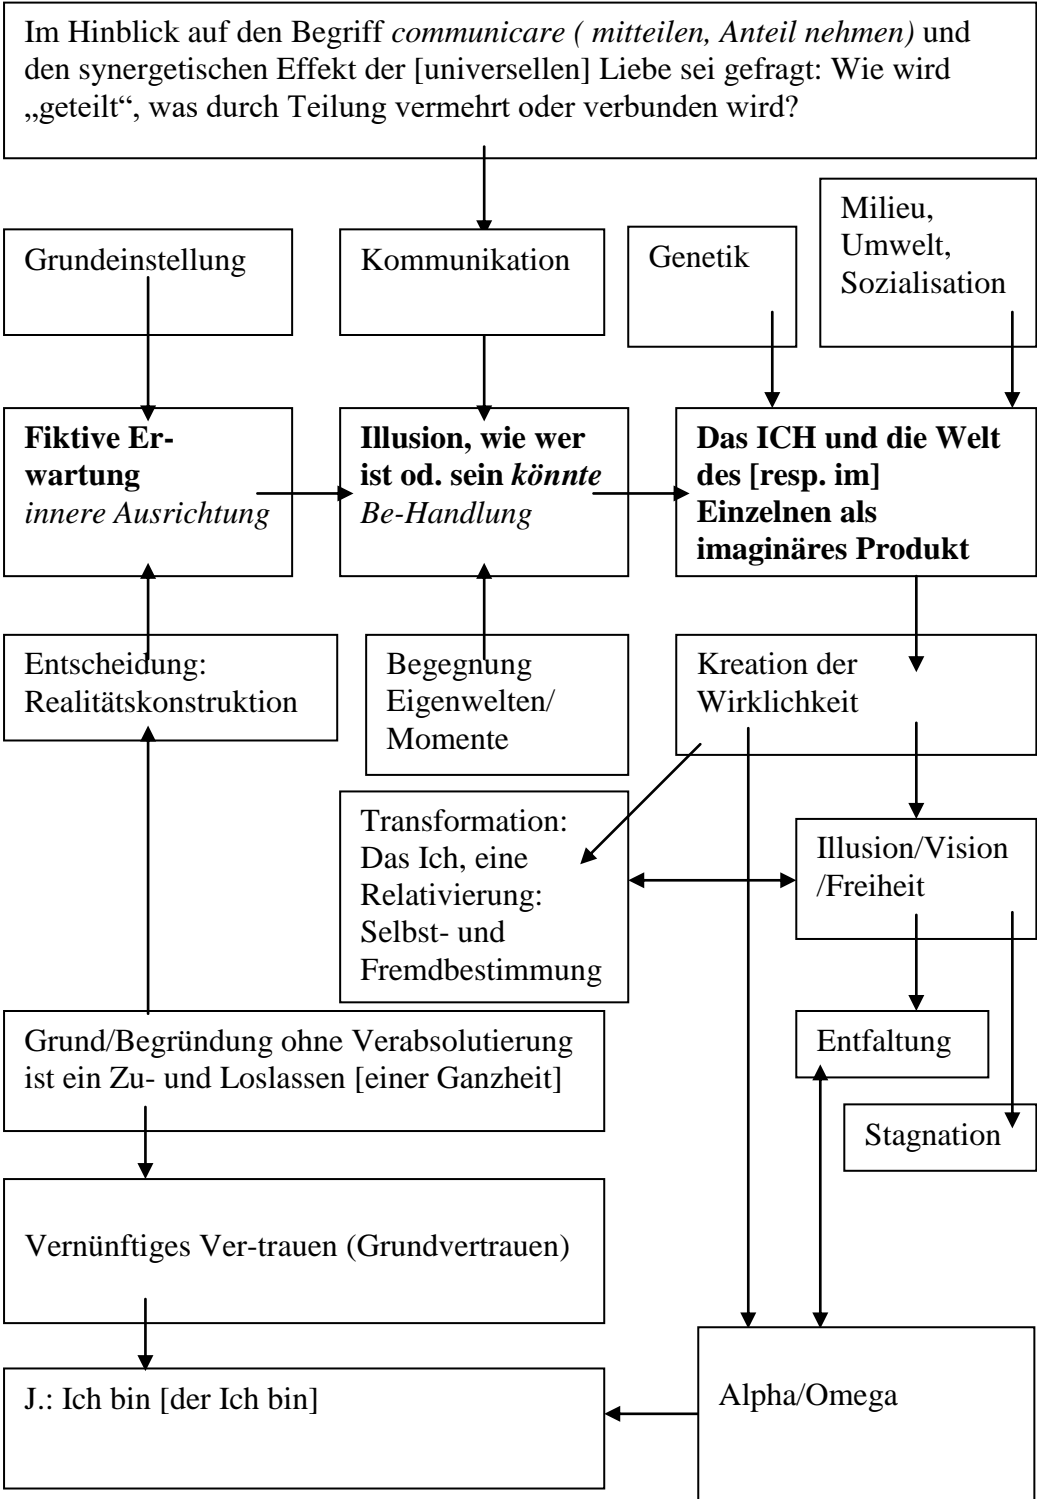 Im Hinblick auf den Begriff communicare ( mitteilen, Anteil nehmen) und
den synergetischen Effekt der [universellen] Liebe sei gefragt: Wie wird
„geteilt“, was durch Teilung vermehrt oder verbunden wird?
Grundeinstellung
Kommunikation
Genetik
Milieu,
Umwelt,
Sozialisation
Fiktive Er-
wartung
innere Ausrichtung
Illusion, wie wer
ist od. sein könnte
Be-Handlung
Das ICH und die Welt
des [resp. im]
Einzelnen als
imaginäres Produkt
Entscheidung:
Realitätskonstruktion
Begegnung
Eigenwelten/
Momente
Kreation der
Wirklichkeit
Transformation:
Das Ich, eine
Relativierung:
Selbst- und
Fremdbestimmung
Illusion/Vision
/Freiheit
Grund/Begründung ohne Verabsolutierung
ist ein Zu- und Loslassen [einer Ganzheit]
Entfaltung
Stagnation
Vernünftiges Ver-trauen (Grundvertrauen)
J.: Ich bin [der Ich bin]
Alpha/Omega